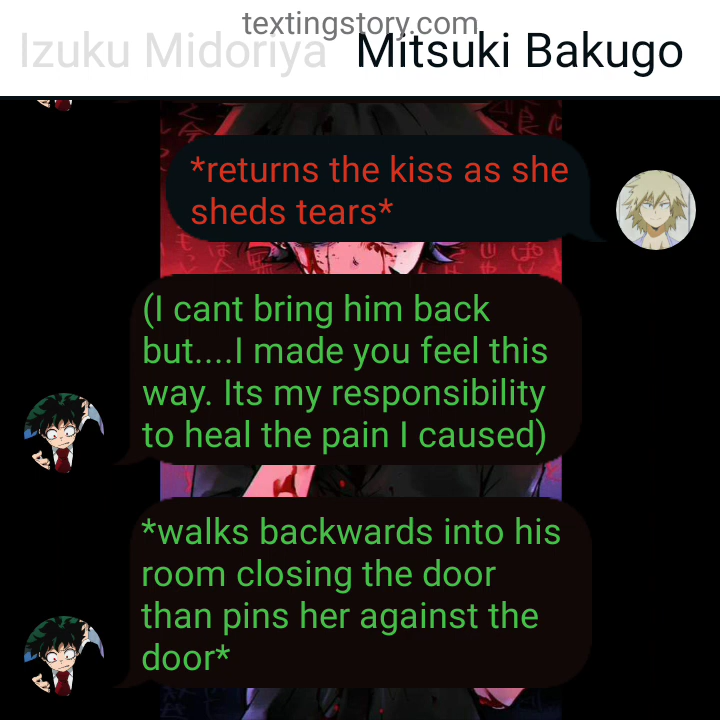 textingstory.com
Izuku Midoriya Mitsuki Bakugo
*returns the kiss as she
sheds tears*
(I cant bring him back
but....I made you feel this
way. Its my responsibility
to heal the pain I caused)
*walks backwards into his
room closing the door
than pins her against the
door*